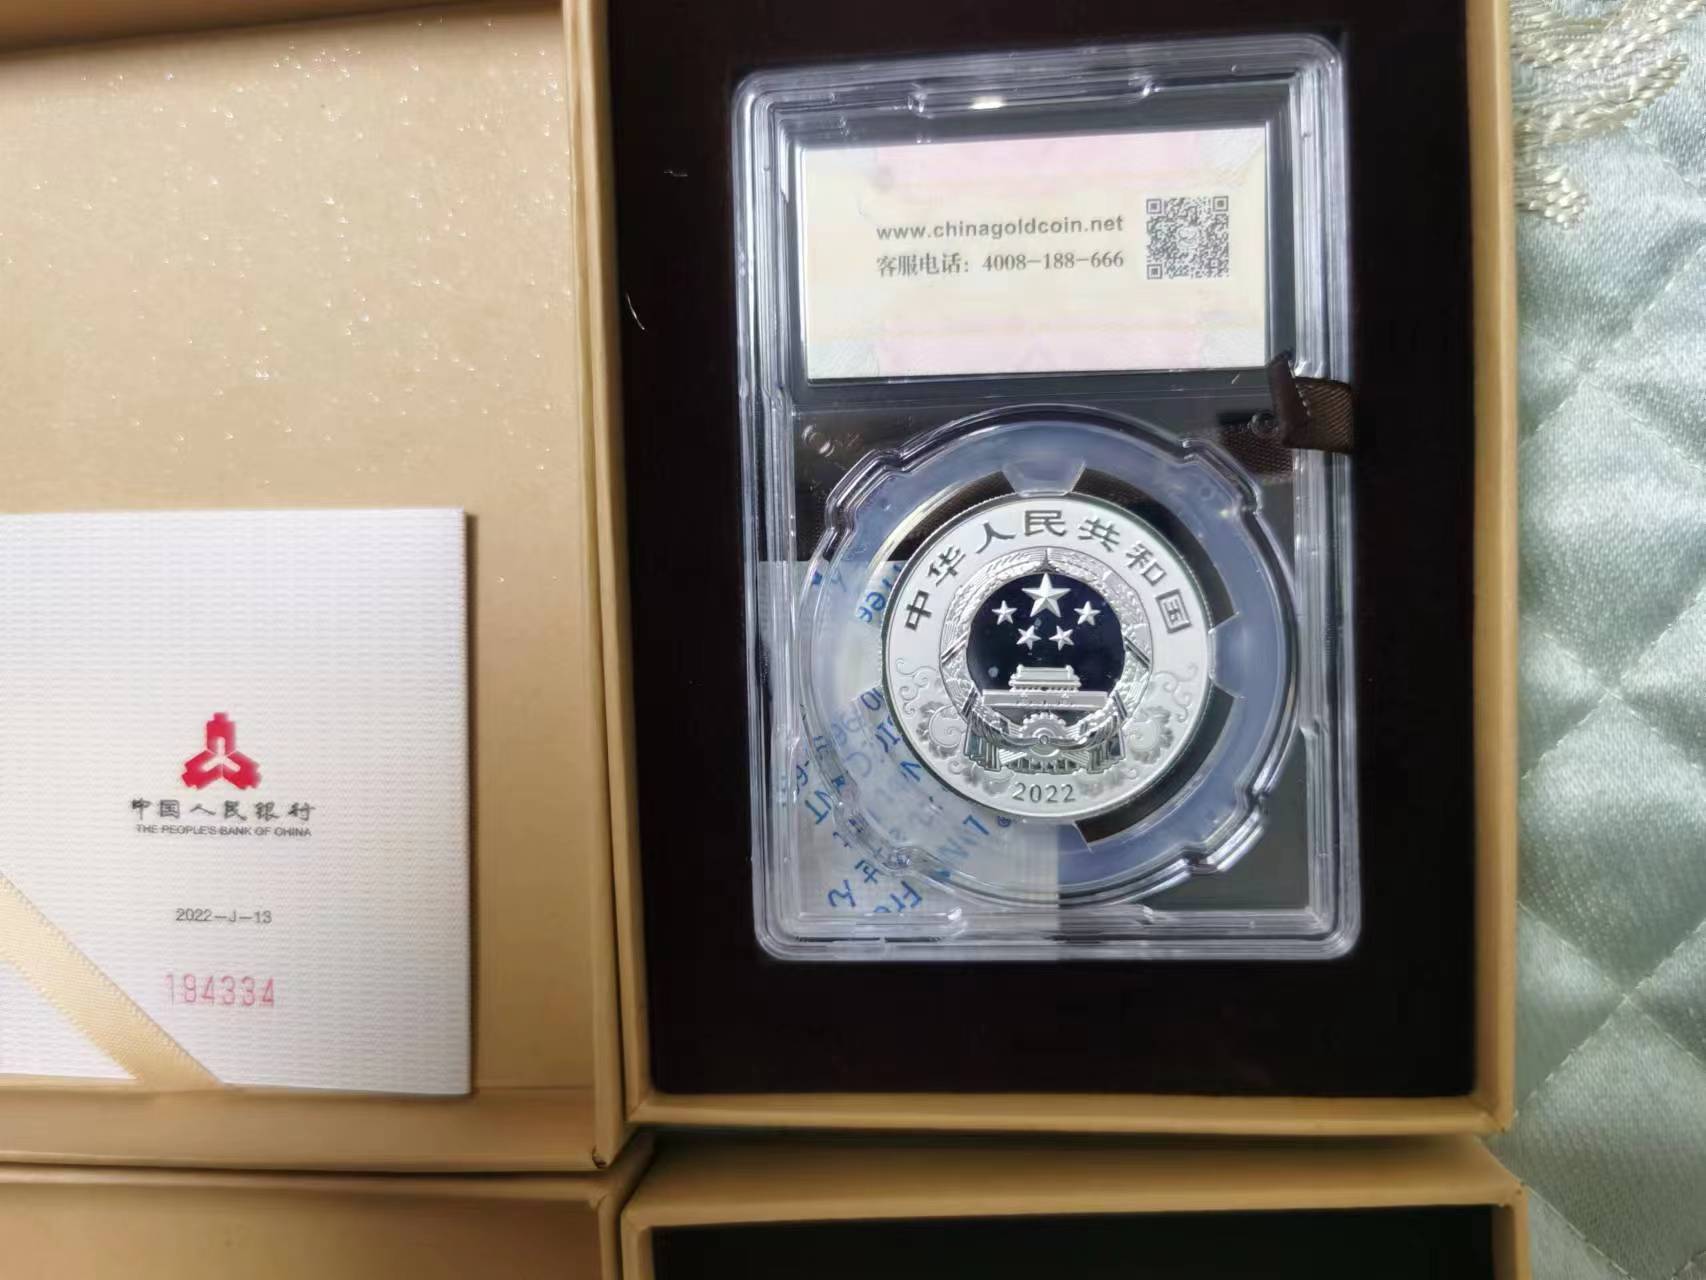 www.chinagoldcoin.net
客服电话：4008-188-666
中华人民共和国
2022
中国人民银行
THE PEOPLE'S BANK OF CHINA
2022-J-13
184334